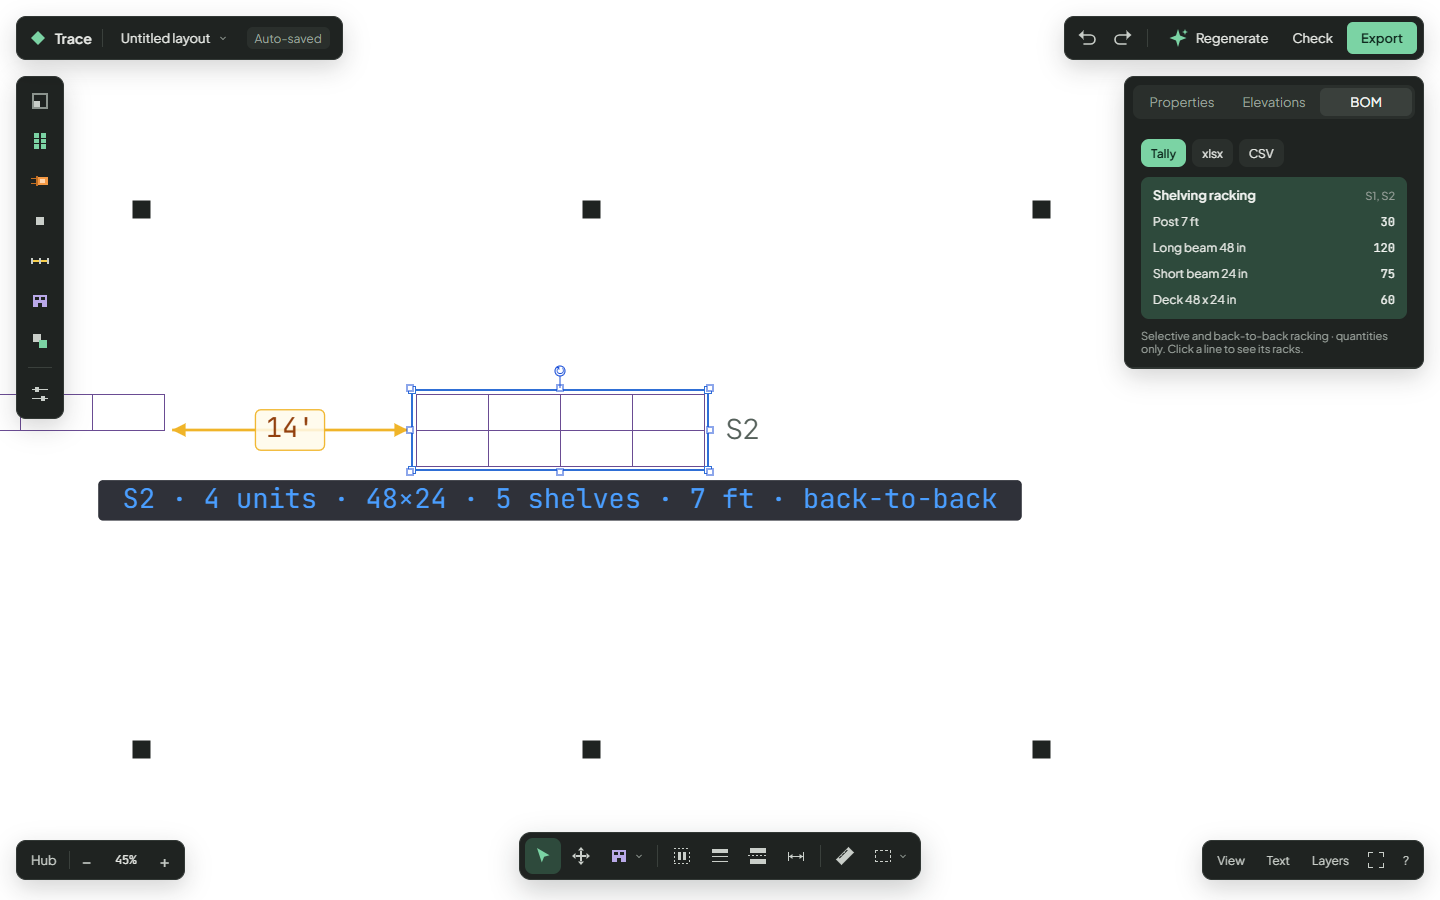 Trace
Untitled layout
Auto-saved
Regenerate
Check
Export
Properties
Elevations
BOM
Tally
xlsx
CSV
Shelving racking S1, S2
Post 7 ft 30
Long beam 48 in 120
Short beam 24 in 75
Deck 48 x 24 in 60
Selective and back-to-back racking · quantities
only. Click a line to see its racks.
14'
S2
S2 · 4 units · 48×24 · 5 shelves · 7 ft · back-to-back
Hub
− 45% +
View
Text
Layers
?